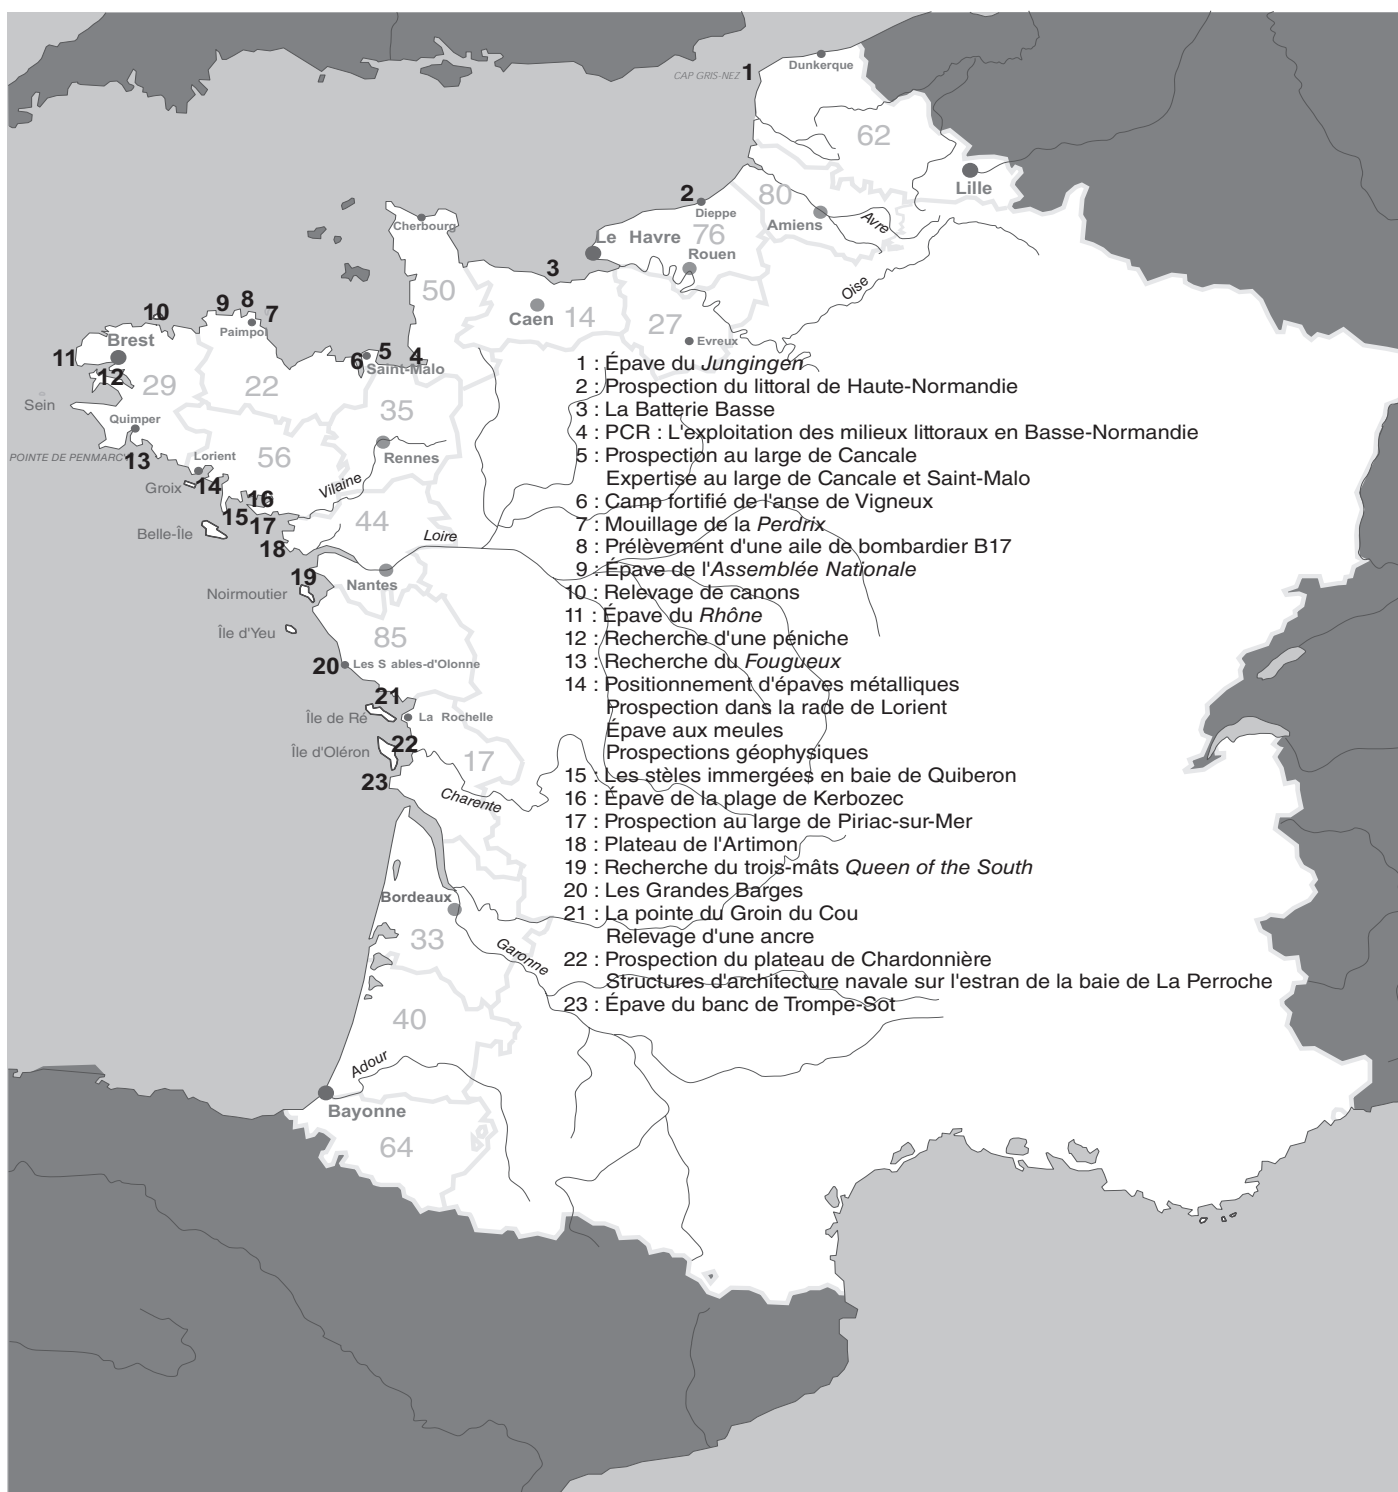 CAP GRIS-NEZ 1
Dunkerque
62
Lille
2
Dieppe
80
Amiens
Avre
Cherbourg
Le Havre 76
Rouen
Oise
3
50
Caen 14
27
Evreux
10
9 8 7
Paimpol
11
Brest
12
29
22
6 5 4
Saint-Malo
Sein
Quimper
35
Rennes
POINTE DE PENMARC'
13
Lorient
56
Vilaine
Groix
14
16
15
17
Belle-Île
18
44
Loire
19
Nantes
Noirmoutier
Île d'Yeu
85
20
Les S ables-d'Olonne
21
Île de Ré
La Rochelle
Île d'Oléron
22
17
23
Charente
Bordeaux
33
Garonne
40
Adour
Bayonne
64
1 : Épave du Jungingen
2 : Prospection du littoral de Haute-Normandie
3 : La Batterie Basse
4 : PCR : L'exploitation des milieux littoraux en Basse-Normandie
5 : Prospection au large de Cancale
Expertise au large de Cancale et Saint-Malo
6 : Camp fortifié de l'anse de Vigneux
7 : Mouillage de la Perdrix
8 : Prélèvement d'une aile de bombardier B17
9 : Épave de l'Assemblée Nationale
10 : Relevage de canons
11 : Épave du Rhône
12 : Recherche d'une péniche
13 : Recherche du Fougueux
14 : Positionnement d'épaves métalliques
Prospection dans la rade de Lorient
Épave aux meules
Prospections géophysiques
15 : Les stèles immergées en baie de Quiberon
16 : Épave de la plage de Kerbozec
17 : Prospection au large de Piriac-sur-Mer
18 : Plateau de l'Artimon
19 : Recherche du trois-mâts Queen of the South
20 : Les Grandes Barges
21 : La pointe du Groin du Cou
Relevage d'une ancre
22 : Prospection du plateau de Chardonnière
Structures d'architecture navale sur l'estran de la baie de La Perroche
23 : Épave du banc de Trompe-Sot